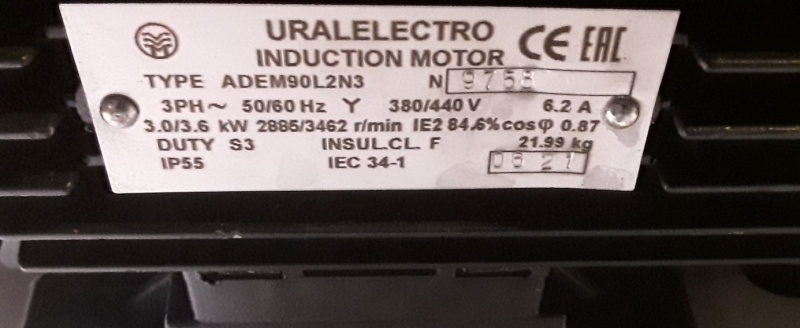 URALELECTRO
INDUCTION MOTOR CE EAC
TYPE ADEM90L2N3 N 9758
3PH~ 50/60 Hz Y 380/440 V 6.2 A
3.0/3.6 kW 2885/3462 r/min IE2 84.6% cos φ 0.87
DUTY S3 INSUL.CL. F 21.99 kg
IP55 IEC 34-1 06 21